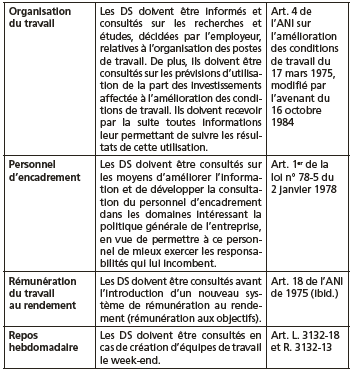 Organisation
du travail
Les DS doivent être informés et
consultés sur les recherches et
études, décidées par l'employeur,
relatives à l'organisation des postes
de travail. De plus, ils doivent être
consultés sur les prévisions d'utilisa-
tion de la part des investissements
affectée à l'amélioration des condi-
tions de travail. Ils doivent recevoir
par la suite toutes informations
leur permettant de suivre les résul-
tats de cette utilisation.
Art. 4 de
l'ANI sur
l'amélioration
des conditions
de travail du
17 mars 1975,
modifié par
l'avenant du
16 octobre
1984
Personnel
d'encadrement
Les DS doivent être consultés sur
les moyens d'améliorer l'informa-
tion et de développer la consulta-
tion du personnel d'encadrement
dans les domaines intéressant la
politique générale de l'entreprise,
en vue de permettre à ce person-
nel de mieux exercer les responsa-
bilités qui lui incombent.
Art. 1er de la
loi n° 78-5 du
2 janvier 1978
Rémunération
du travail
au rendement
Les DS doivent être consultés avant
l'introduction d'un nouveau sys-
tème de rémunération au rende-
ment (rémunération aux objectifs).
Art. 18 de l'ANI
de 1975 (ibid.)
Repos
hebdomadaire
Les DS doivent être consultés en
cas de création d'équipes de travail
le week-end.
Art. L. 3132-18
et R. 3132-13